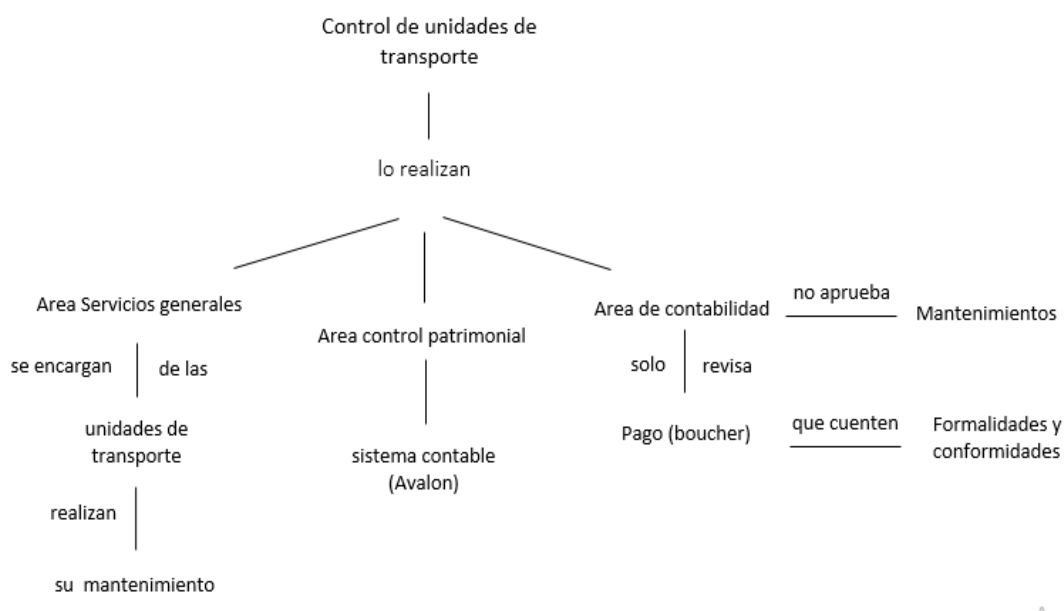 Control de unidades de
transporte
lo realizan
Area Servicios generales
se encargan
de las
unidades de
transporte
realizan
su mantenimiento
Area control patrimonial
sistema contable
(Avalon)
Area de contabilidad
no aprueba
Mantenimientos
solo
revisa
Pago (boucher)
que cuenten
Formalidades y
conformidades